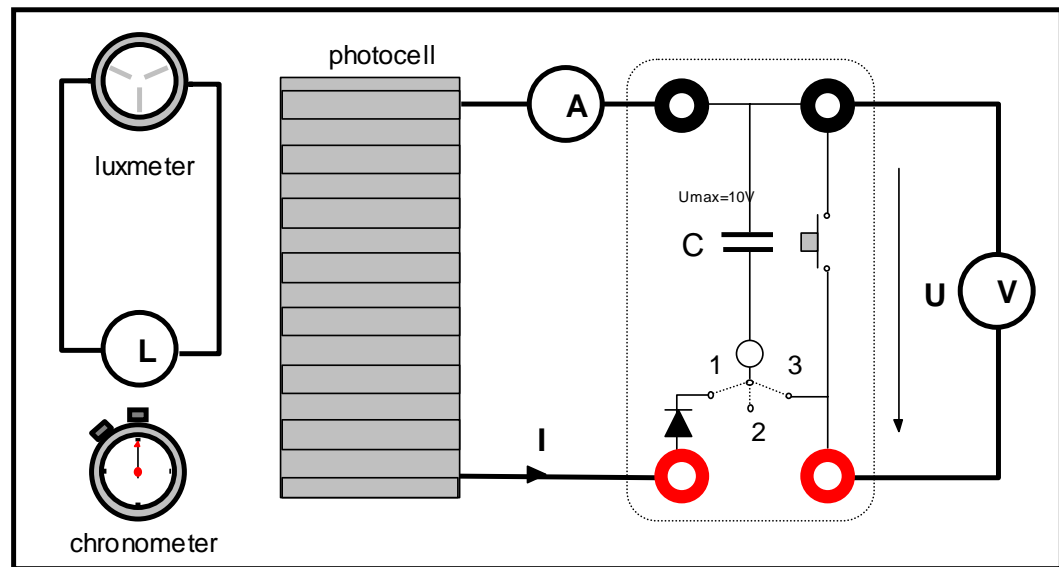 photocell
A
luxmeter
Umax=10V
C
U
V
L
1
3
2
I
chronometer